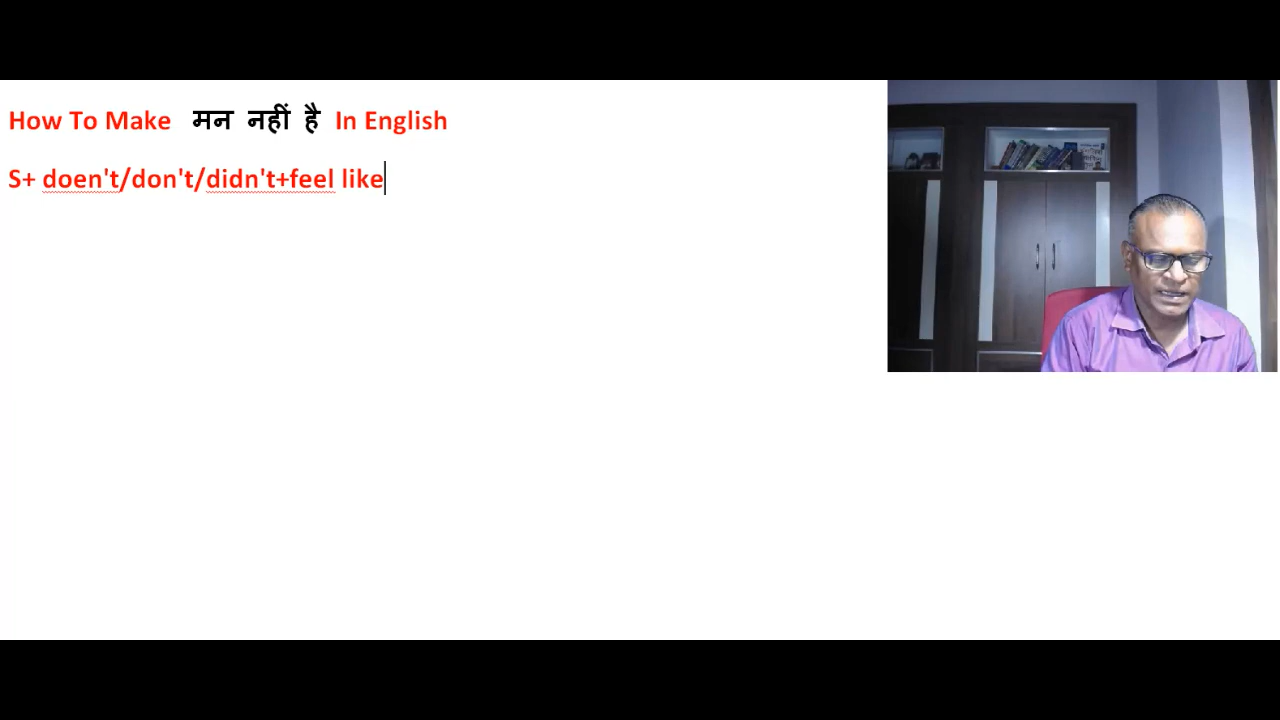 How To Make मन नहीं है In English
S+ doen't/don't/didn't+feel like